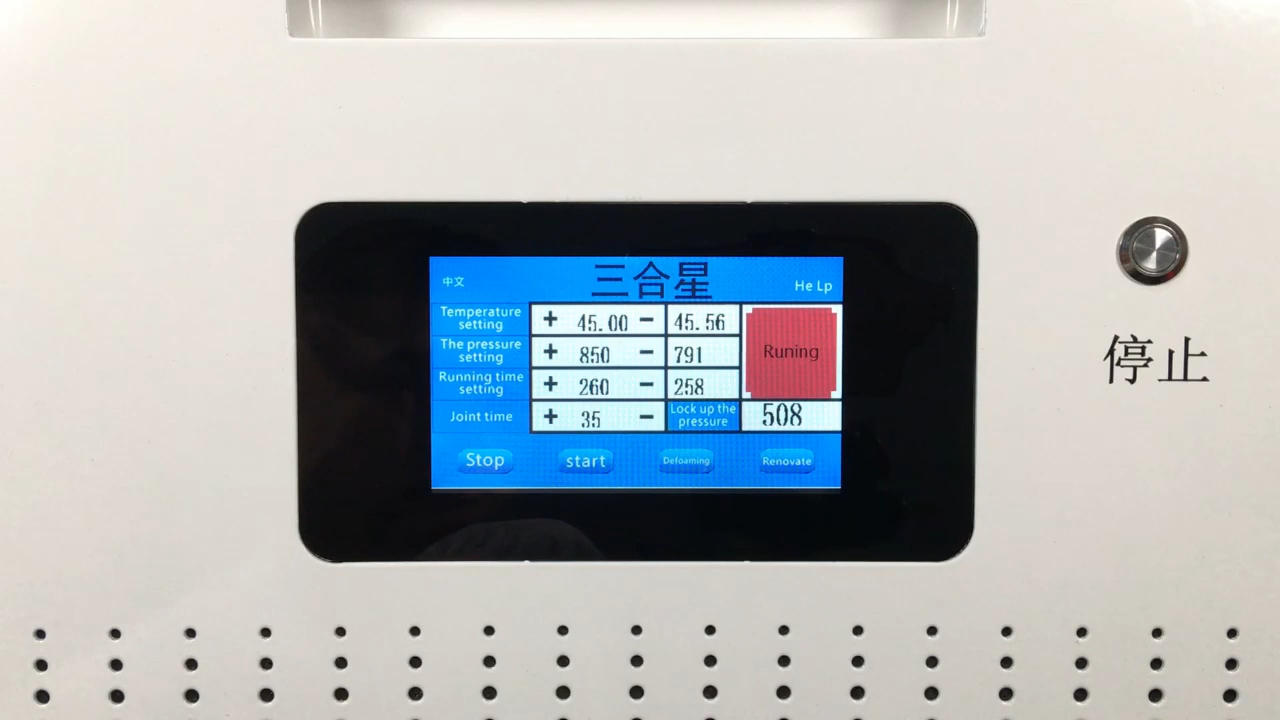 中文 三合星 He Lp
Temperature setting + 45.00 − 45.56
The pressure setting + 850 − 791
Runing
Running time setting + 260 − 258
Joint time + 35 − Lock up the pressure 508
Stop start Defoaming Renovate
停止